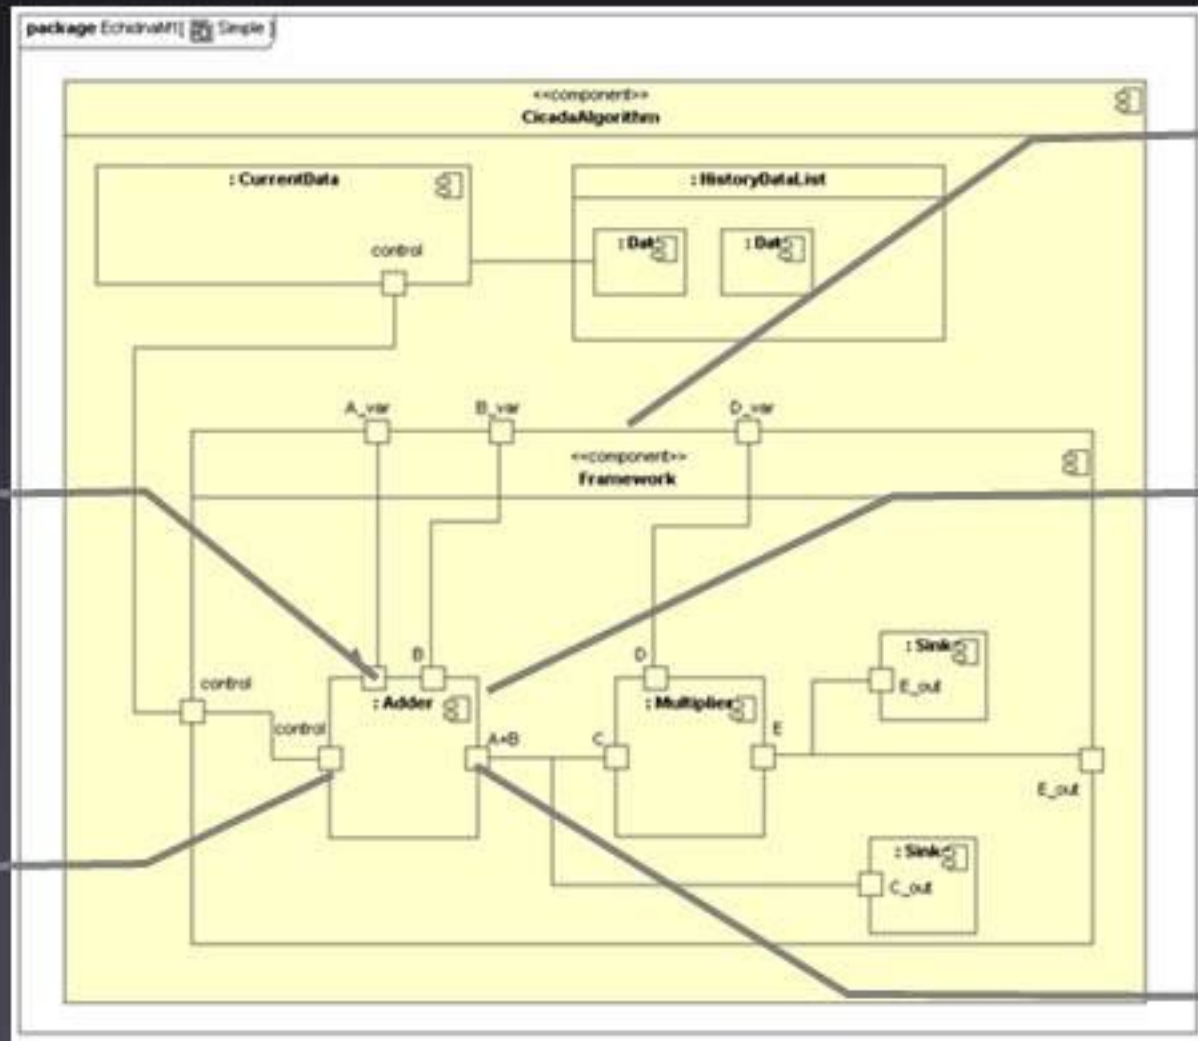 package EchidnaM1[ Simple ]
<<component>>
CicadaAlgorithm
: CurrentData
: HistoryDataList
: Dat
: Dat
control
A_var
B_var
D_var
<<component>>
Framework
: Sink
E_out
B
D
control
: Adder
: Multiplier
control
A+B
C
E
E_out
: Sink
C_out